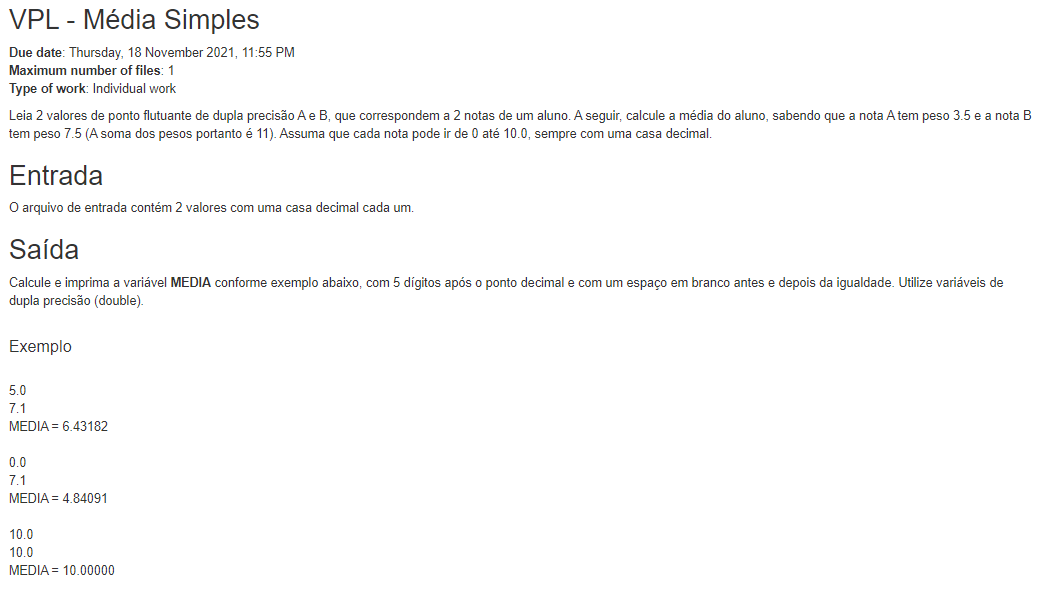 VPL - Média Simples
Due date: Thursday, 18 November 2021, 11:55 PM
Maximum number of files: 1
Type of work: Individual work
Leia 2 valores de ponto flutuante de dupla precisão A e B, que correspondem a 2 notas de um aluno. A seguir, calcule a média do aluno, sabendo que a nota A tem peso 3.5 e a nota B
tem peso 7.5 (A soma dos pesos portanto é 11). Assuma que cada nota pode ir de 0 até 10.0, sempre com uma casa decimal.
Entrada
O arquivo de entrada contém 2 valores com uma casa decimal cada um.
Saída
Calcule e imprima a variável MEDIA conforme exemplo abaixo, com 5 dígitos após o ponto decimal e com um espaço em branco antes e depois da igualdade. Utilize variáveis de
dupla precisão (double).
Exemplo
5.0
7.1
MEDIA = 6.43182
0.0
7.1
MEDIA = 4.84091
10.0
10.0
MEDIA = 10.00000